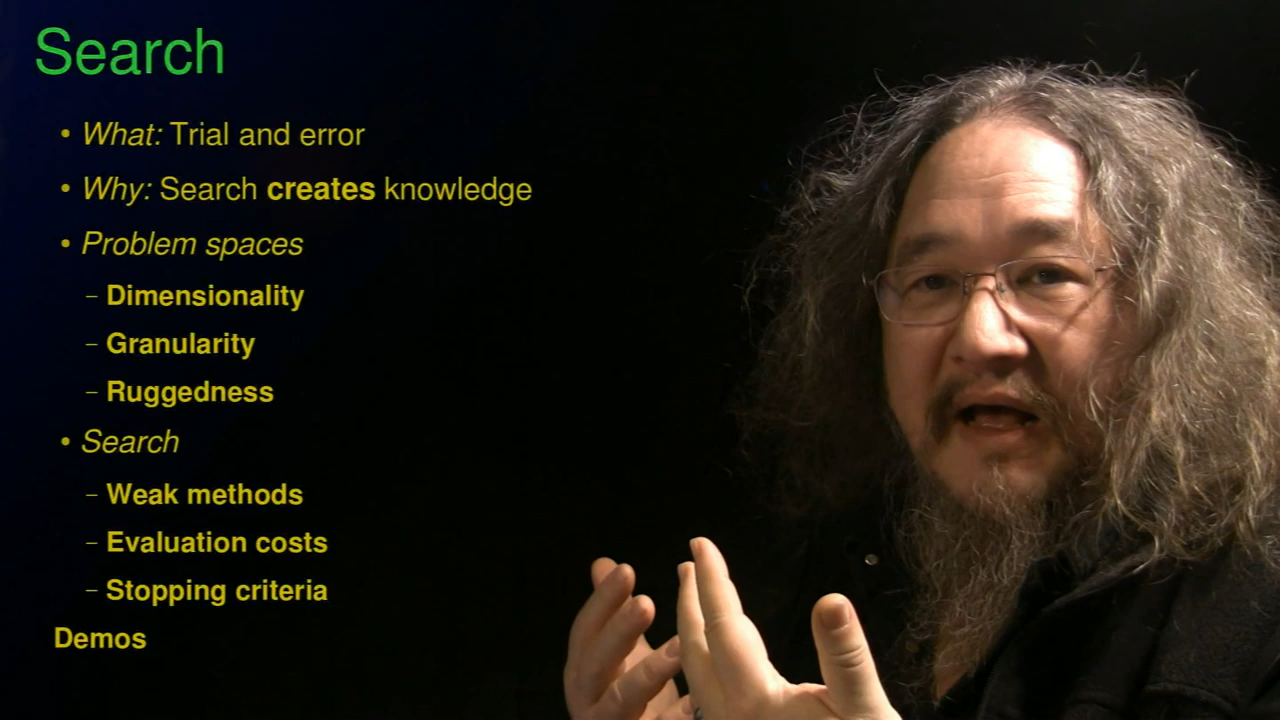 Search
• What: Trial and error
• Why: Search creates knowledge
• Problem spaces
– Dimensionality
– Granularity
– Ruggedness
• Search
– Weak methods
– Evaluation costs
– Stopping criteria
Demos